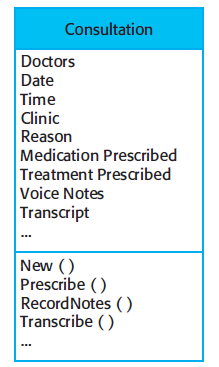 Consultation
Doctors
Date
Time
Clinic
Reason
Medication Prescribed
Treatment Prescribed
Voice Notes
Transcript
...
New ( )
Prescribe ( )
RecordNotes ( )
Transcribe ( )
...